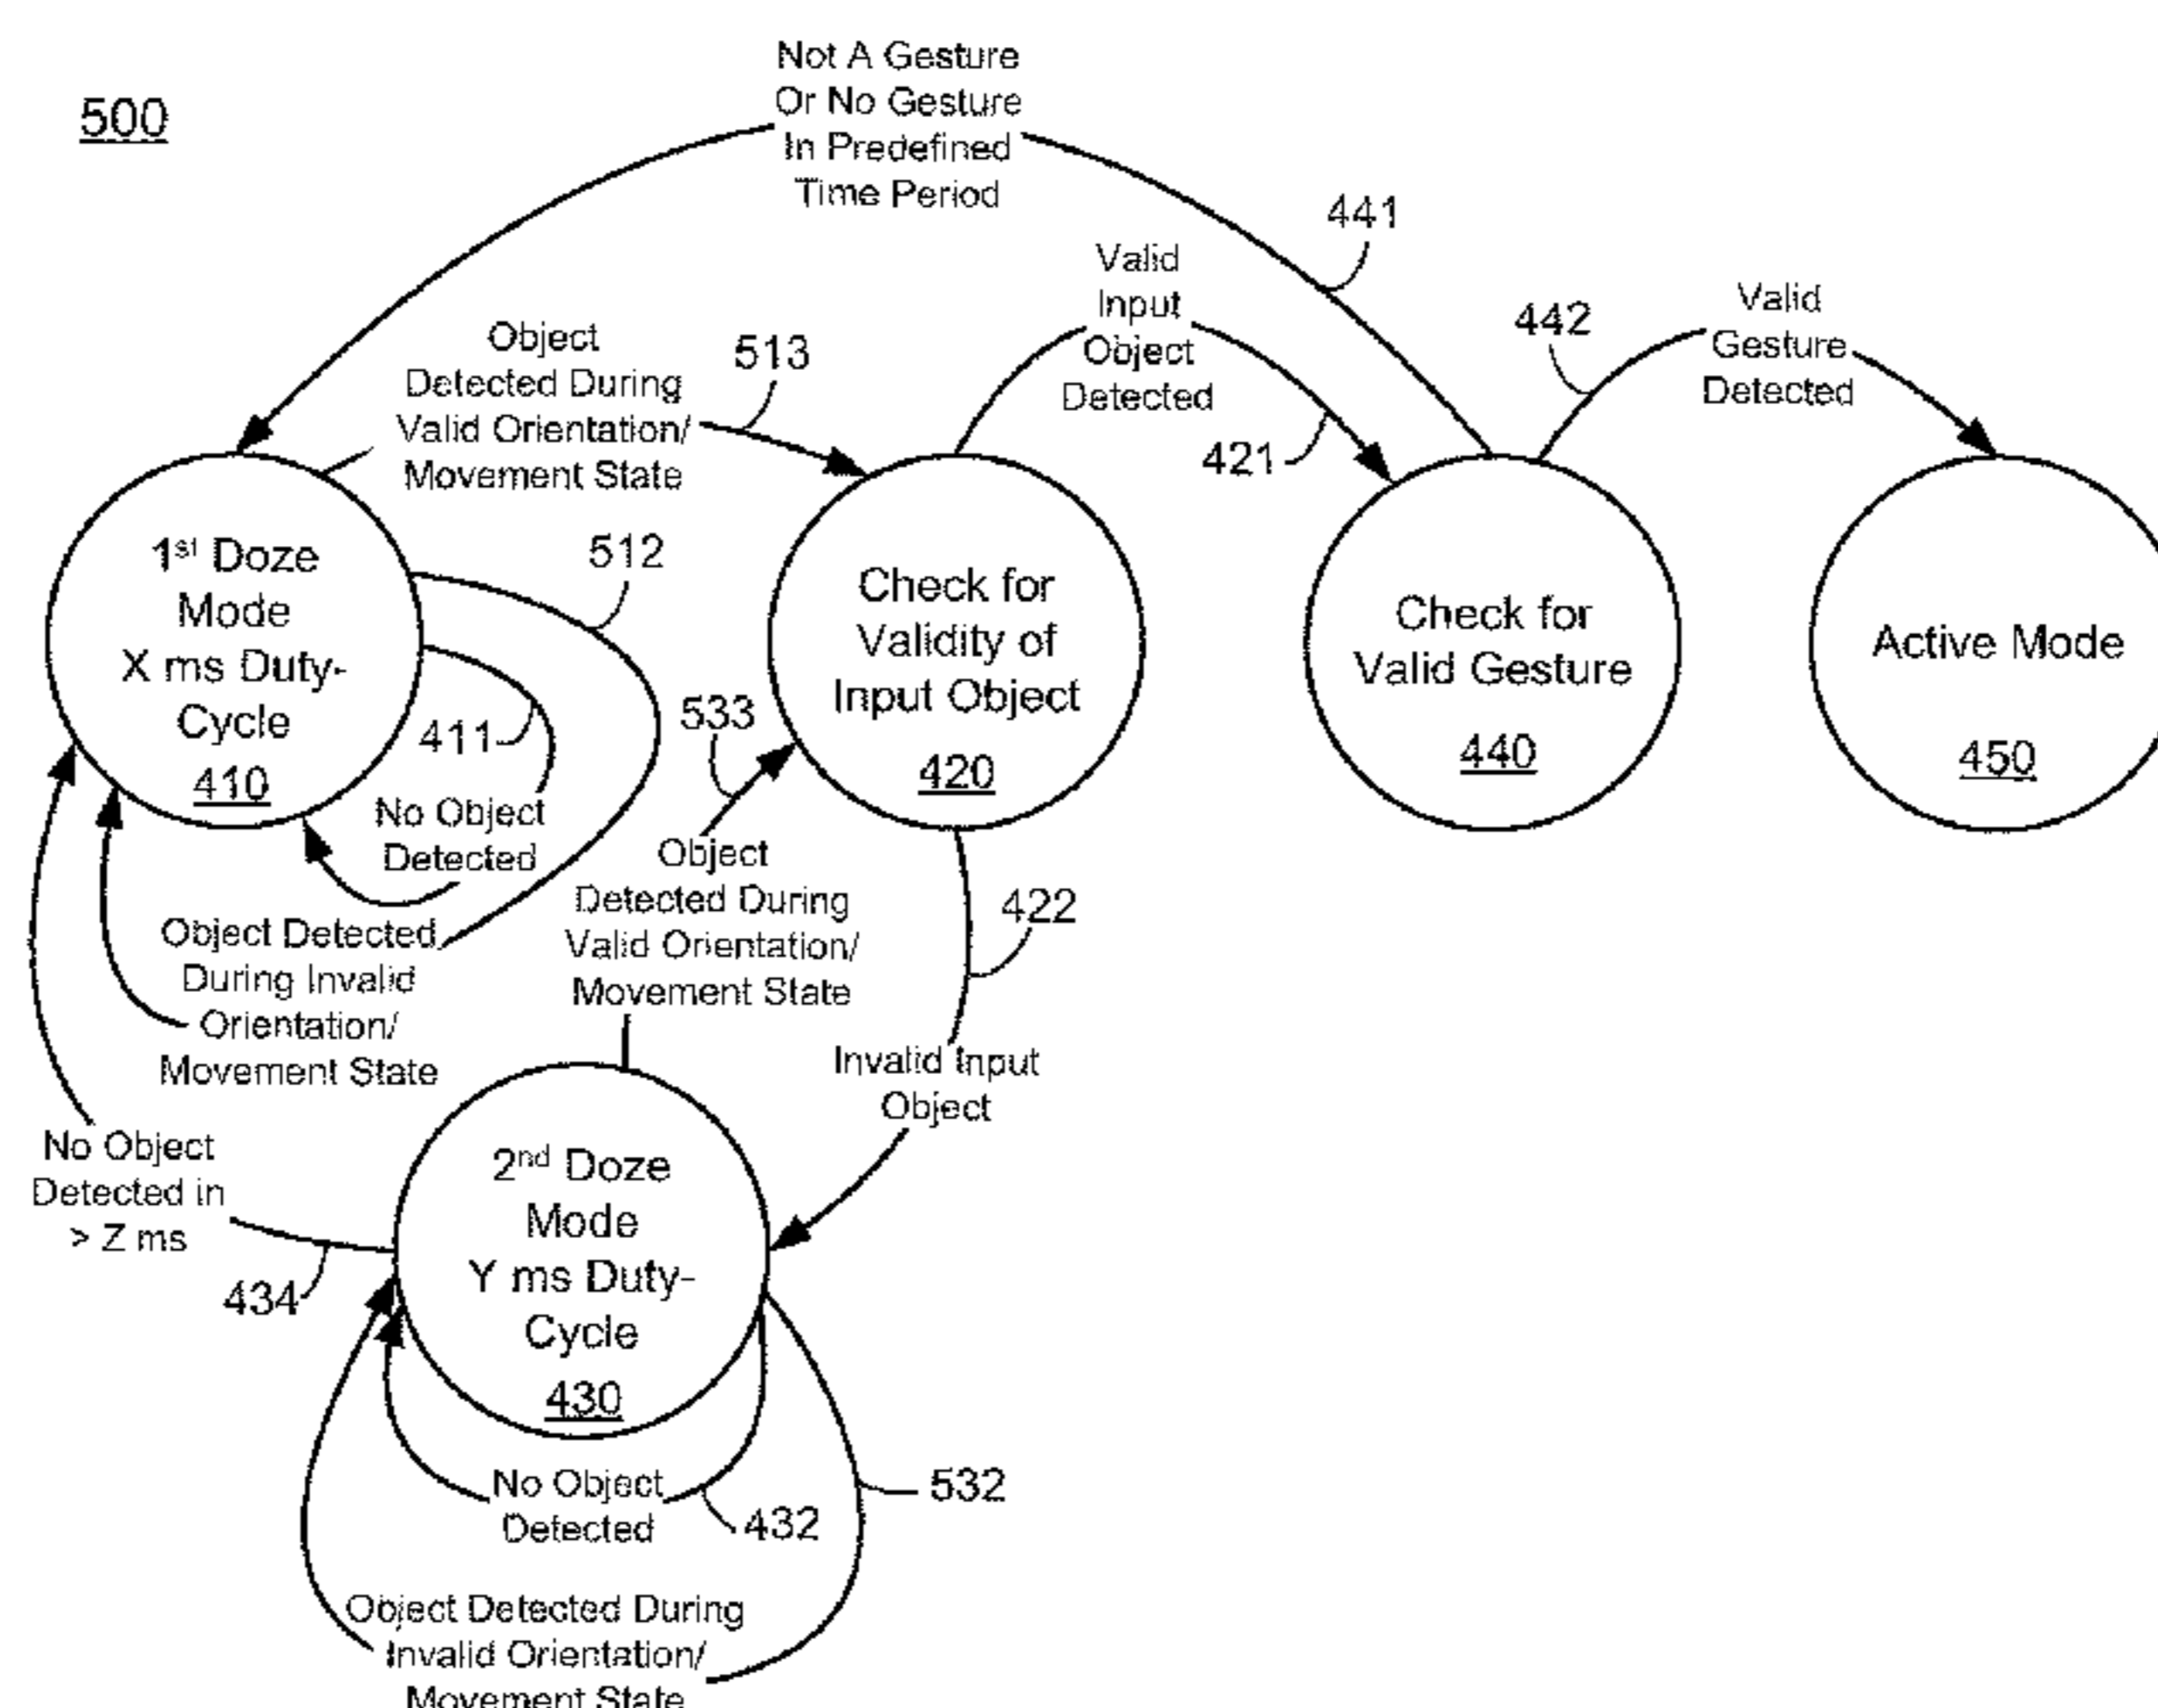 500
Not A Gesture
Or No Gesture
In Predefined
Time Period
441
Valid
Input
Object
Detected
421
442
Valid
Gesture
Detected
Object
Detected During
Valid Orientation/
Movement State
513
1st Doze
Mode
X ms Duty-
Cycle
410
512
411
No Object
Detected
Check for
Validity of
Input Object
420
Check for
Valid Gesture
440
Active Mode
450
533
Object
Detected During
Valid Orientation/
Movement State
422
Object Detected
During Invalid
Orientation/
Movement State
Invalid Input
Object
No Object
Detected in
> Z ms
434
2nd Doze
Mode
Y ms Duty-
Cycle
430
No Object
Detected
432
532
Object Detected During
Invalid Orientation/
Movement State